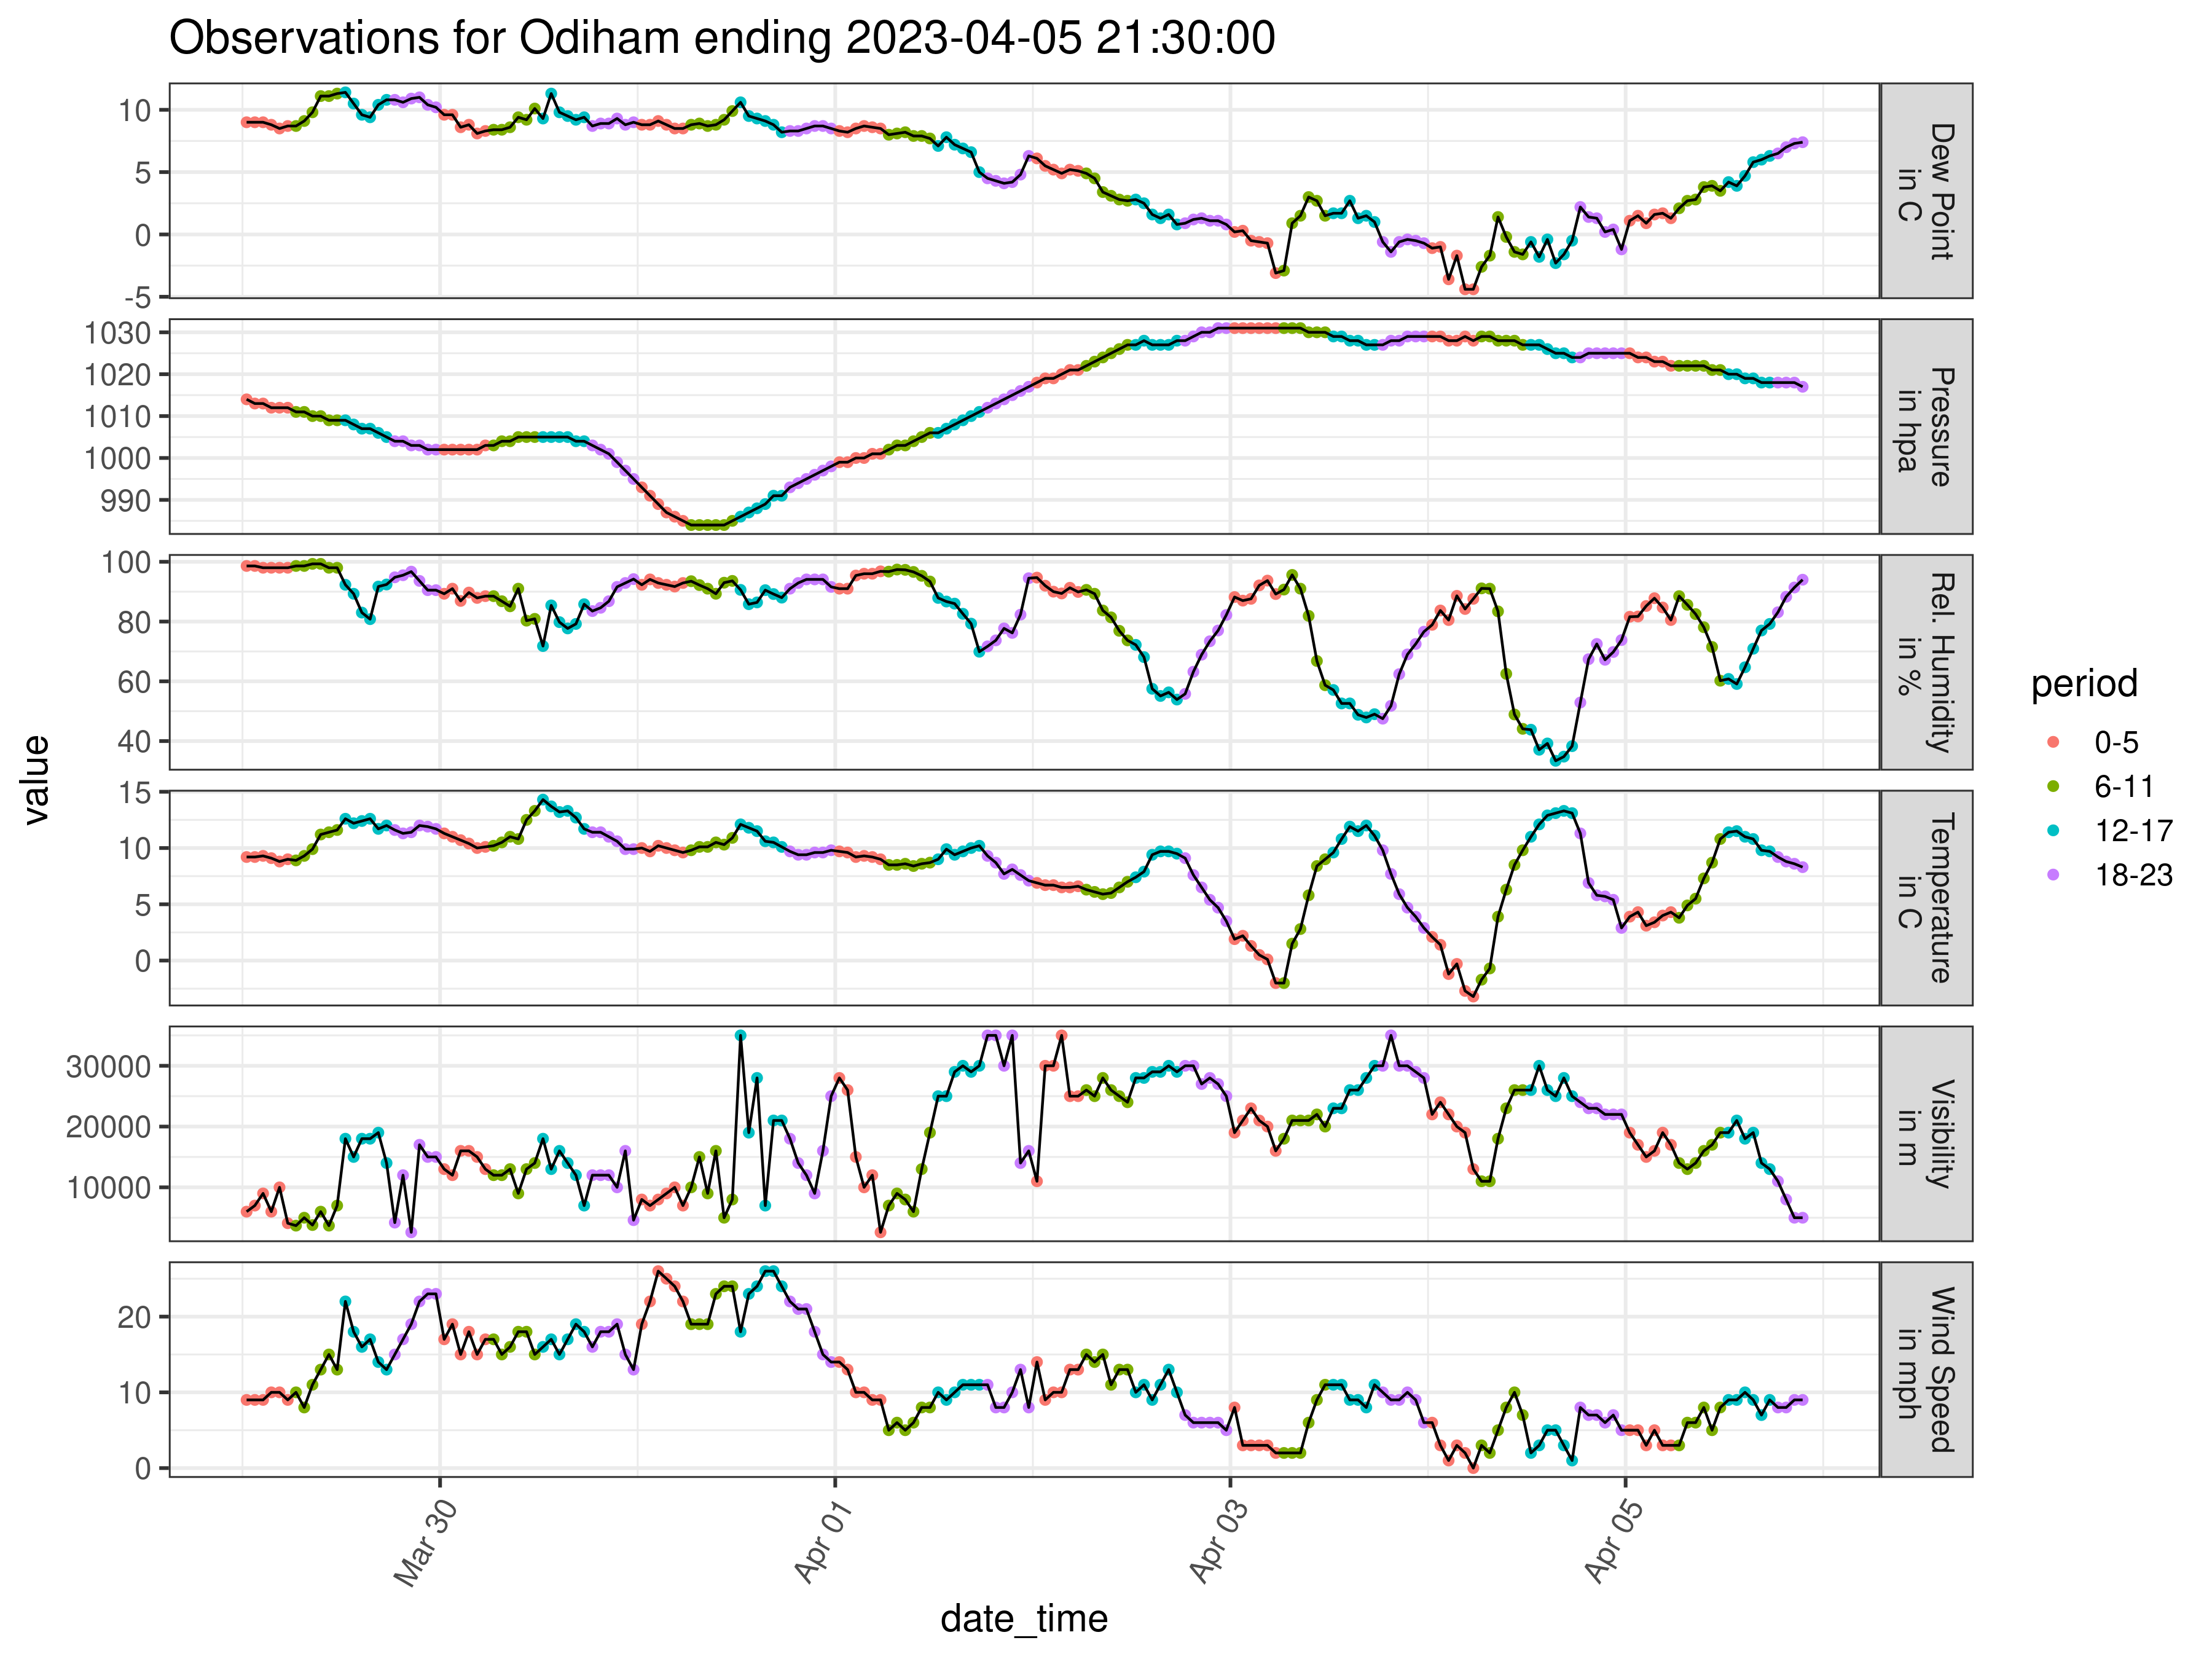 Observations for Odiham ending 2023-04-05 21:30:00
value
10
5
0
-5
Dew Point
in C
1030
1020
1010
1000
990
Pressure
in hpa
100
80
60
40
Rel. Humidity
in %
15
10
5
0
Temperature
in C
30000
20000
10000
Visibility
in m
20
10
0
Wind Speed
in mph
Mar 30
Apr 01
Apr 03
Apr 05
date_time
period
0-5
6-11
12-17
18-23